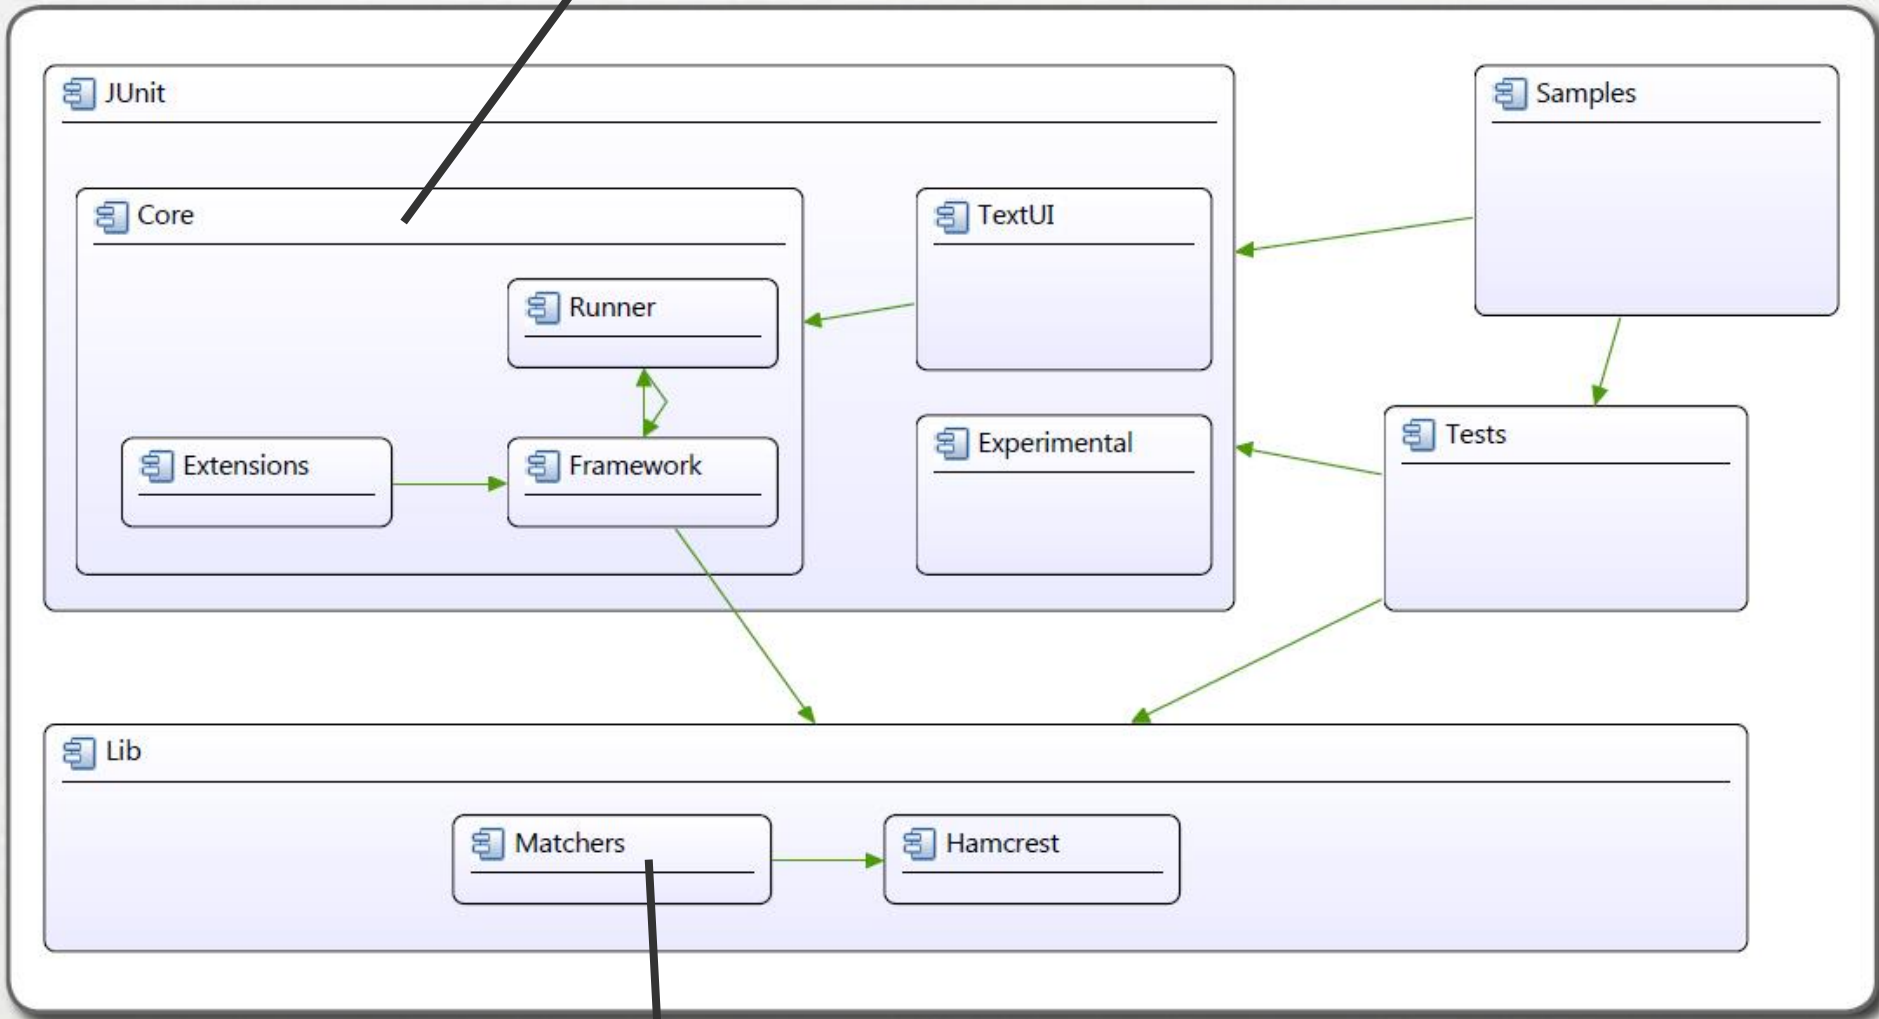 JUnit
Samples
Core
TextUI
Runner
Extensions
Framework
Experimental
Tests
Lib
Matchers
Hamcrest